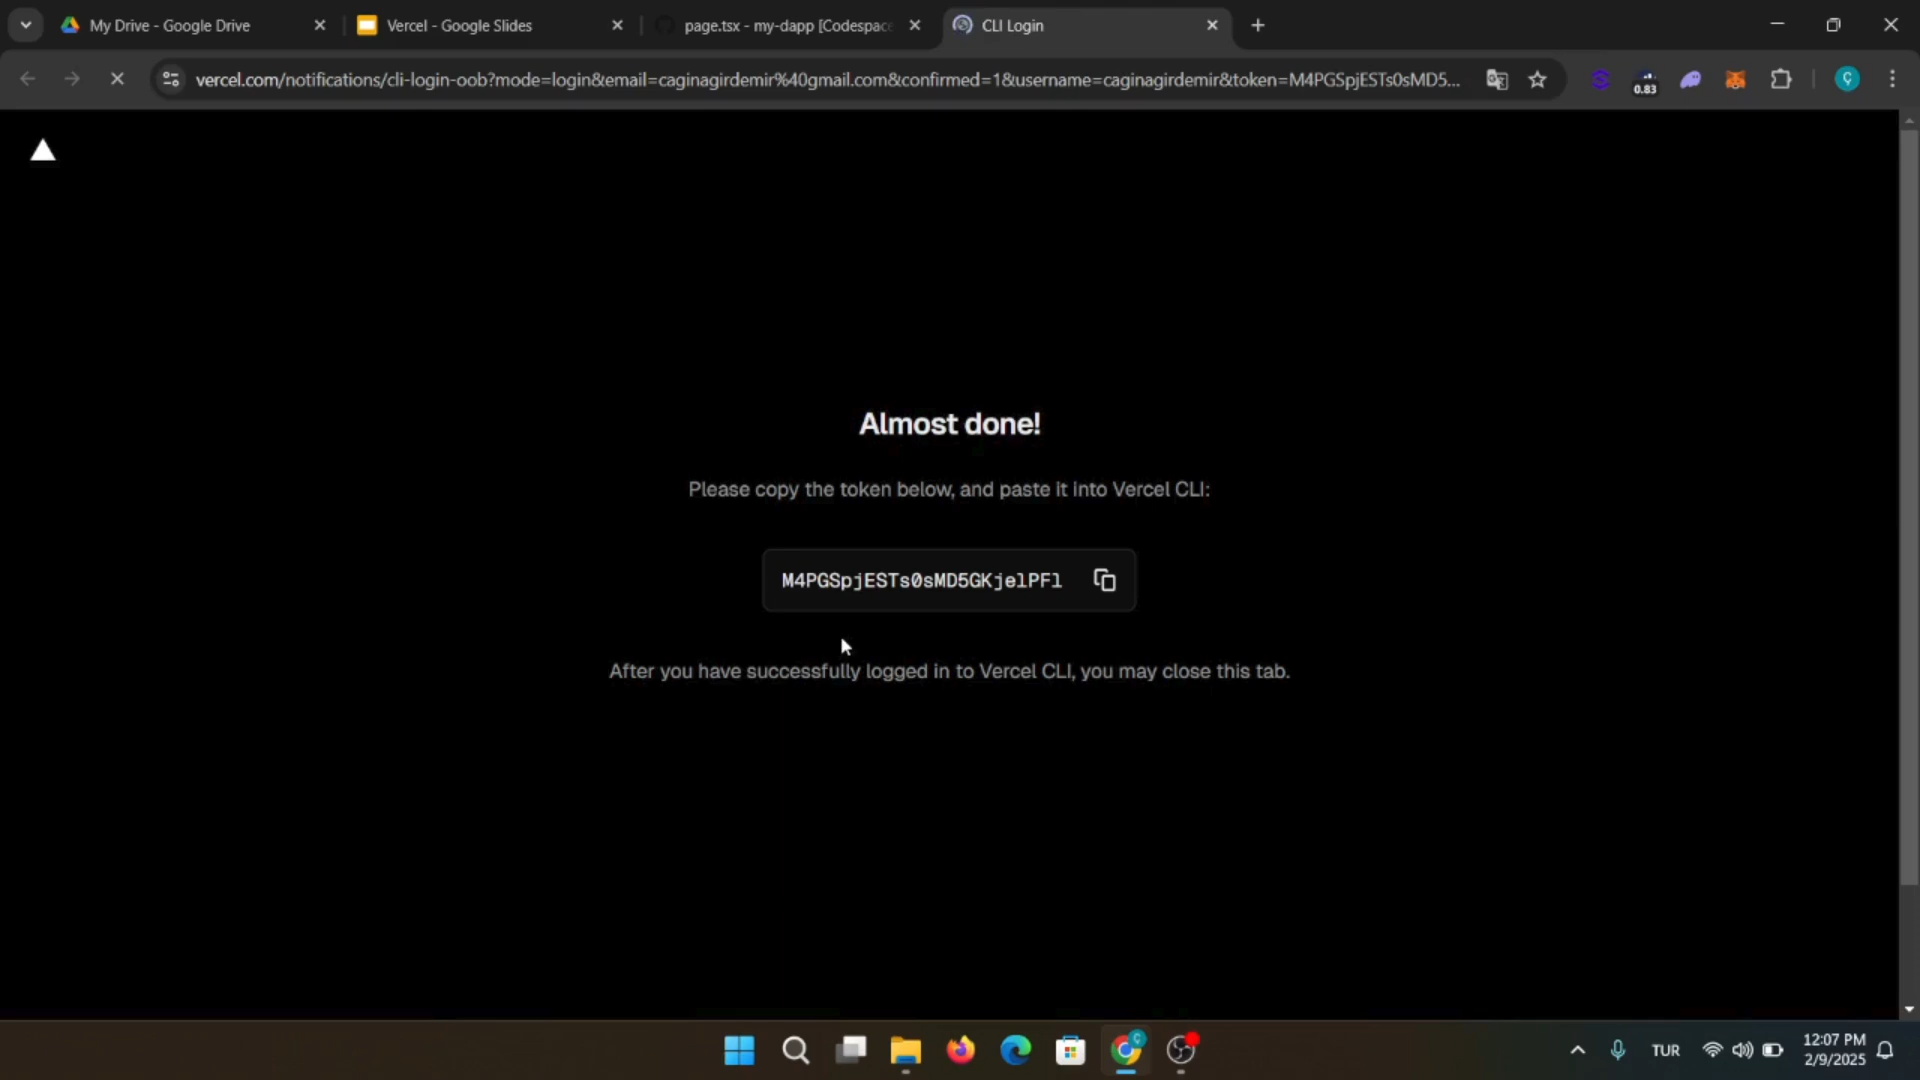 My Drive - Google Drive
Vercel - Google Slides
page.tsx - my-dapp [Codespace
CLI Login
vercel.com/notifications/cli-login-oob?mode=login&email=caginagirdemir%40gmail.com&confirmed=1&username=caginagirdemir&token=M4PGSpjESTs0sMD5...
0.83
Ç
Almost done!
Please copy the token below, and paste it into Vercel CLI:
M4PGSpjESTs0sMD5GKjelPFl
After you have successfully logged in to Vercel CLI, you may close this tab.
TUR
12:07 PM
2/9/2025